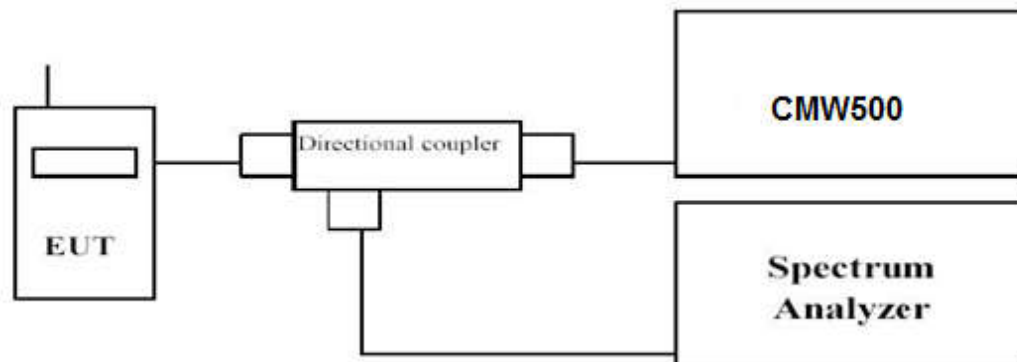 EUT
Directional coupler
CMW500
Spectrum
Analyzer